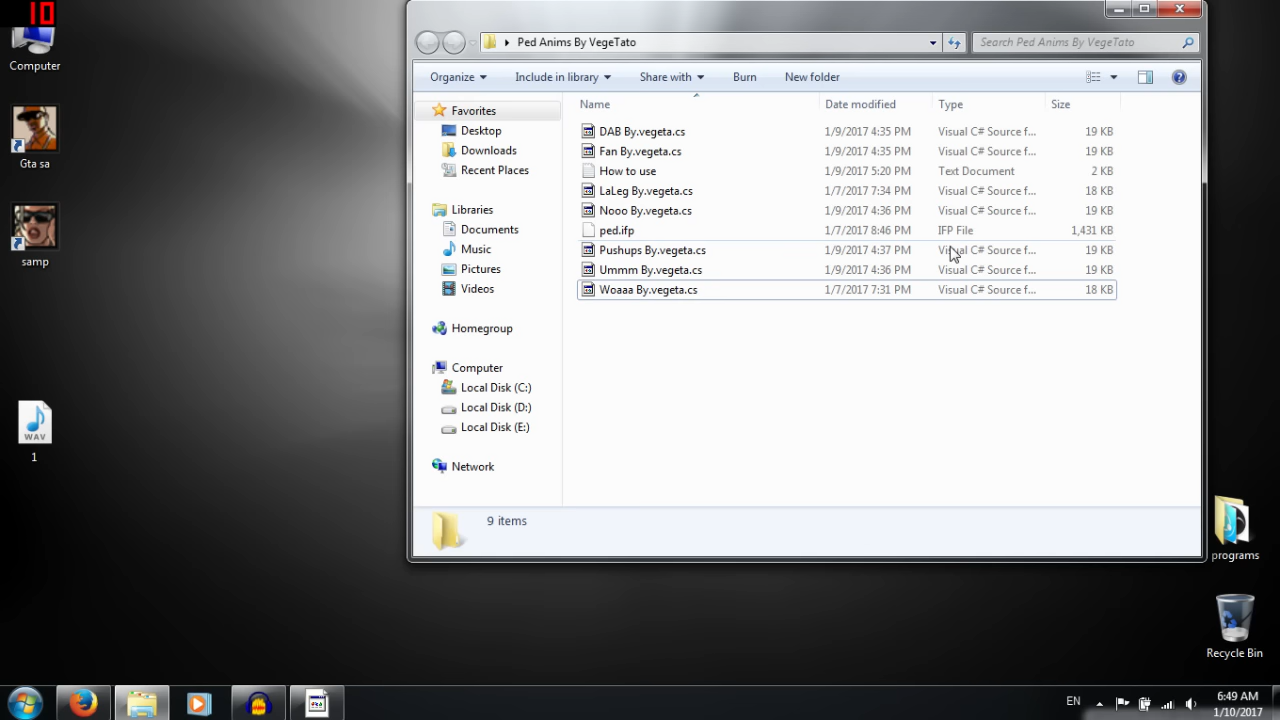 10
Computer
Gta sa
samp
WAV
1
Ped Anims By VegeTato
Search Ped Anims By VegeTato
Organize Include in library Share with Burn New folder
Favorites
Desktop
Downloads
Recent Places
Libraries
Documents
Music
Pictures
Videos
Homegroup
Computer
Local Disk (C:)
Local Disk (D:)
Local Disk (E:)
Network
Name Date modified Type Size
DAB By.vegeta.cs 1/9/2017 4:35 PM Visual C# Source f... 19 KB
Fan By.vegeta.cs 1/9/2017 4:35 PM Visual C# Source f... 19 KB
How to use 1/9/2017 5:20 PM Text Document 2 KB
LaLeg By.vegeta.cs 1/7/2017 7:34 PM Visual C# Source f... 18 KB
Nooo By.vegeta.cs 1/9/2017 4:36 PM Visual C# Source f... 19 KB
ped.ifp 1/7/2017 8:46 PM IFP File 1,431 KB
Pushups By.vegeta.cs 1/9/2017 4:37 PM Visual C# Source f... 19 KB
Ummm By.vegeta.cs 1/9/2017 4:36 PM Visual C# Source f... 19 KB
Woaaa By.vegeta.cs 1/7/2017 7:31 PM Visual C# Source f... 18 KB
9 items
programs
Recycle Bin
EN
6:49 AM
1/10/2017